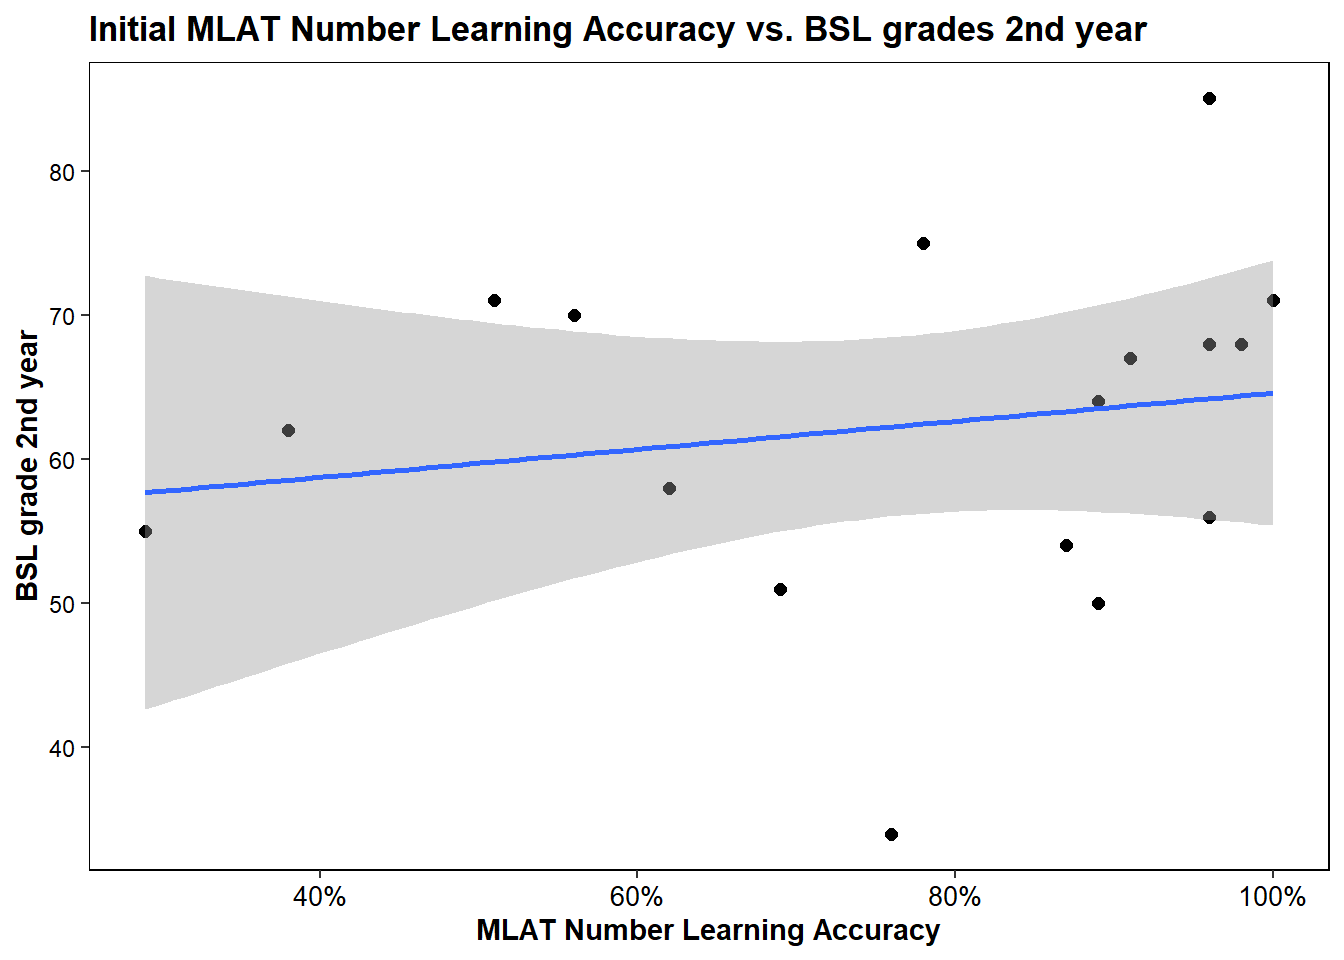 Initial MLAT Number Learning Accuracy vs. BSL grades 2nd year
80
70
60
50
40
BSL grade 2nd year
40% 60% 80% 100%
MLAT Number Learning Accuracy